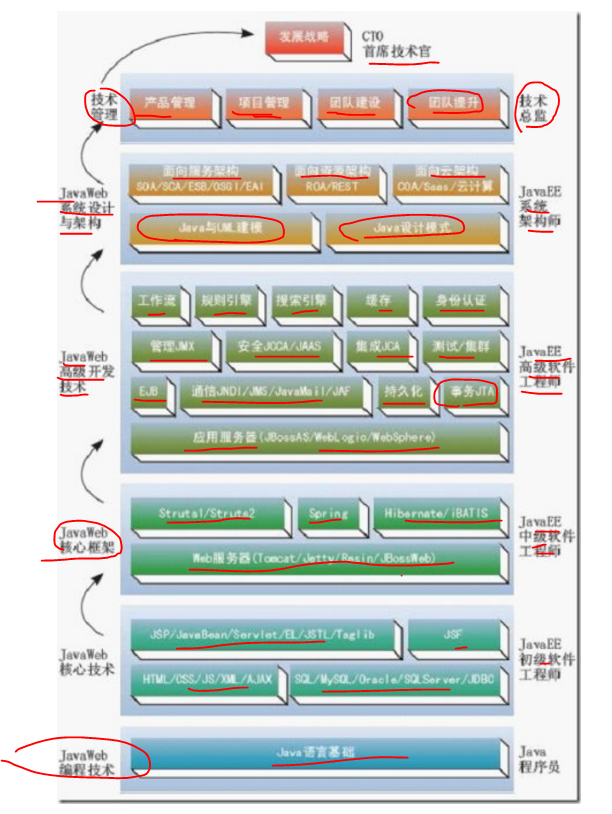 发展战略
CTO
首席技术官
技术
管理
产品管理
项目管理
团队建设
团队提升
技术
总监
JavaWeb
系统设计
与架构
面向服务架构
SOA/SCA/ESB/OSGI/EAI
面向资源架构
ROA/REST
面向云架构
COA/Saas/云计算
Java与UML建模
Java设计模式
JavaEE
系统
架构师
JavaWeb
高级开发
技术
工作流
规则引擎
搜索引擎
缓存
身份认证
管理JMX
安全JCCA/JAAS
集成JCA
测试/集群
EJB
通信JNDI/JMS/JavaMail/JAF
持久化
事务JTA
应用服务器(JBossAS/WebLogic/WebSphere)
JavaEE
高级软件
工程师
JavaWeb
核心框架
Struts1/Struts2
Spring
Hibernate/iBATIS
Web服务器(Tomcat/Jetty/Resin/JBossWeb)
JavaEE
中级软件
工程师
JavaWeb
核心技术
JSP/JavaBean/Servlet/EL/JSTL/Taglib
JSF
HTML/CSS/JS/XML/AJAX
SQL/MySQL/Oracle/SQLServer/JDBC
JavaEE
初级软件
工程师
JavaWeb
编程技术
Java语言基础
Java
程序员